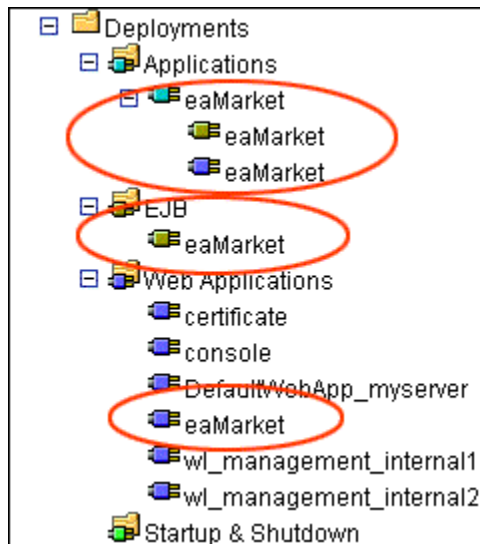 Deployments
Applications
eaMarket
eaMarket
eaMarket
EJB
eaMarket
Web Applications
certificate
console
DefaultWebApp_myserver
eaMarket
wl_management_internal1
wl_management_internal2
Startup & Shutdown